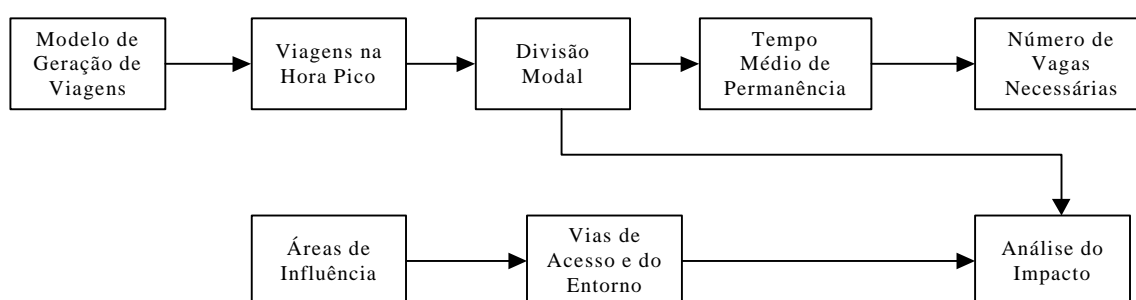 Modelo de
Geração de
Viagens
Viagens na
Hora Pico
Divisão
Modal
Tempo
Médio de
Permanência
Número de
Vagas
Necessárias
Áreas de
Influência
Vias de
Acesso e do
Entorno
Análise do
Impacto